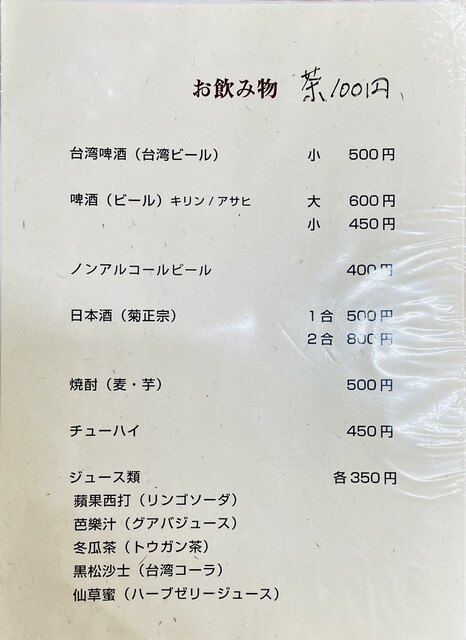 お飲み物 茶100円
台湾啤酒（台湾ビール） 小 500円
啤酒（ビール）キリン/アサヒ 大 600円
小 450円
ノンアルコールビール 400円
日本酒（菊正宗） 1合 500円
2合 800円
焼酎（麦・芋） 500円
チューハイ 450円
ジュース類 各350円
蘋果西打（リンゴソーダ）
芭樂汁（グアバジュース）
冬瓜茶（トウガン茶）
黒松沙士（台湾コーラ）
仙草蜜（ハーブゼリージュース）